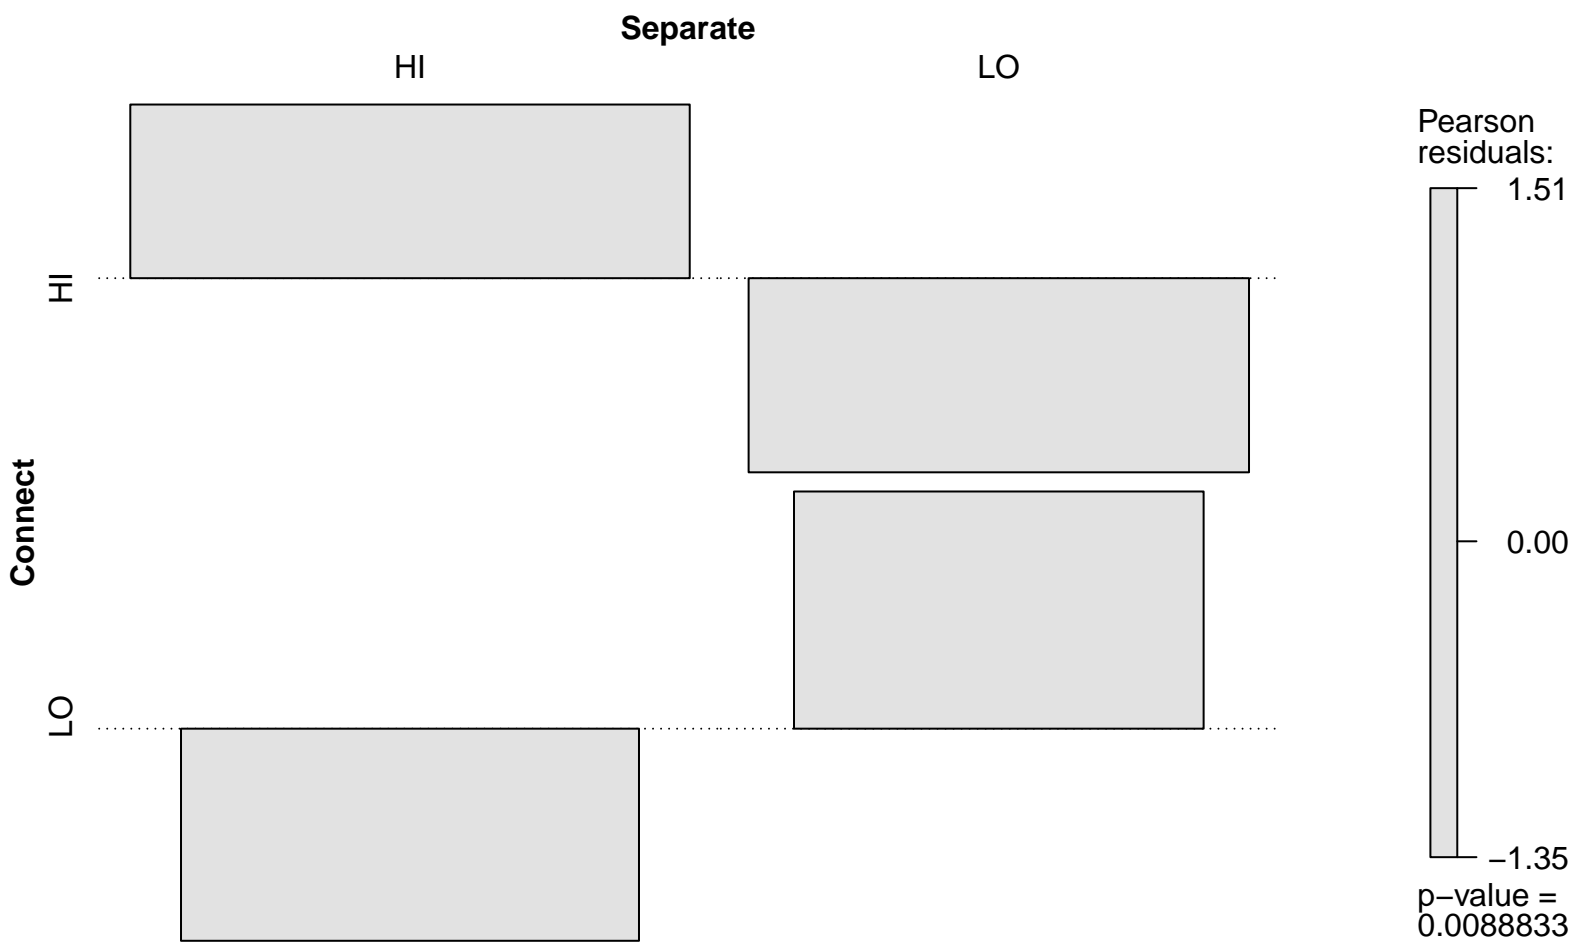 Separate
HI
LO
HI
LO
Connect
Pearson
residuals:
1.51
0.00
−1.35
p−value =
0.0088833